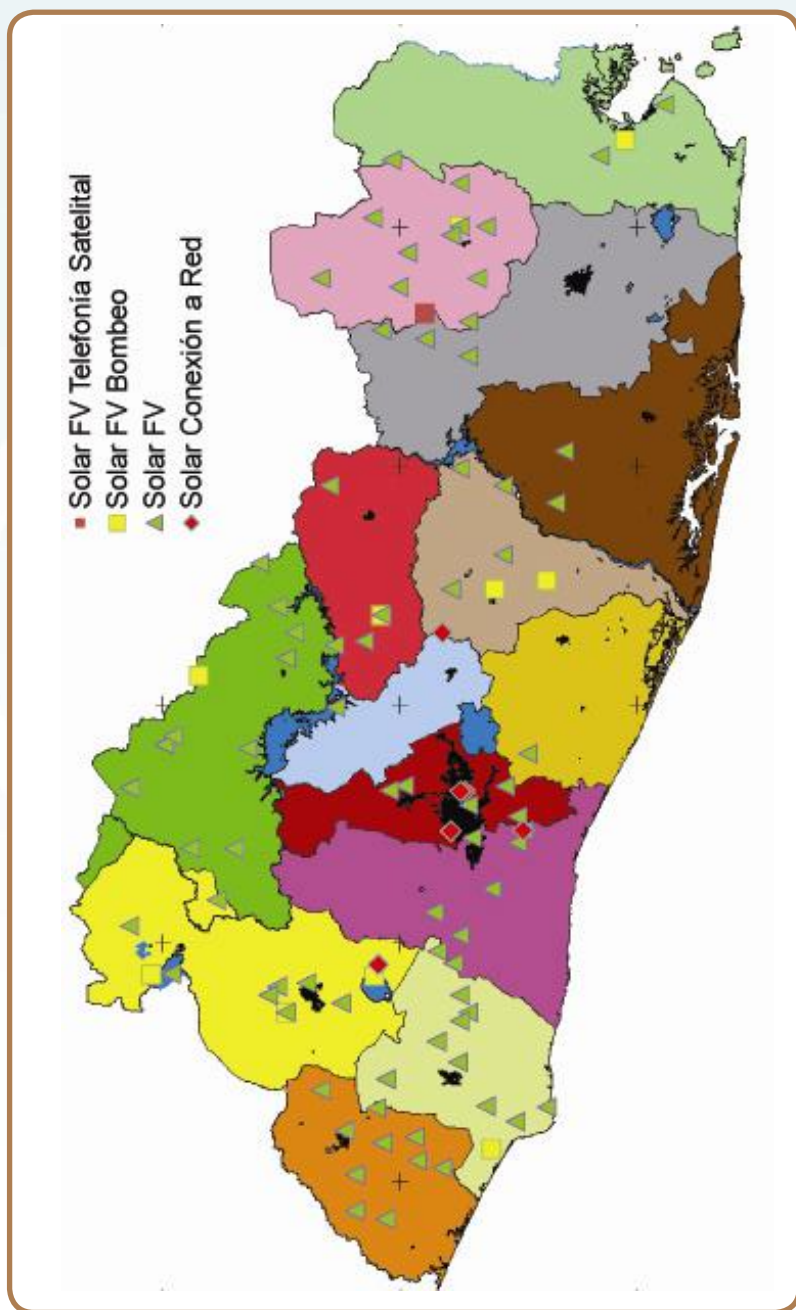 Solar FV Telefonía Satelital
Solar FV Bombeo
Solar FV
Solar Conexión a Red